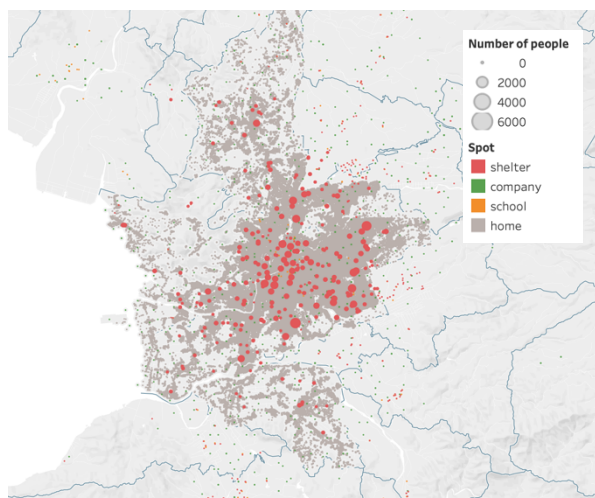 Number of people
0
2000
4000
6000
Spot
shelter
company
school
home